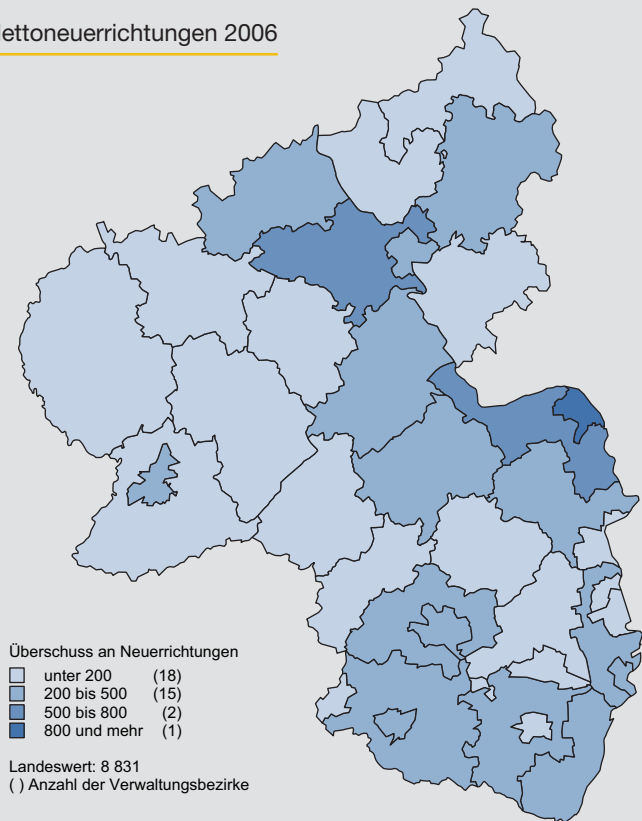 ettoneuerrichtungen 2006
Überschuss an Neuerrichtungen
unter 200 (18)
200 bis 500 (15)
500 bis 800 (2)
800 und mehr (1)
Landeswert: 8 831
( ) Anzahl der Verwaltungsbezirke